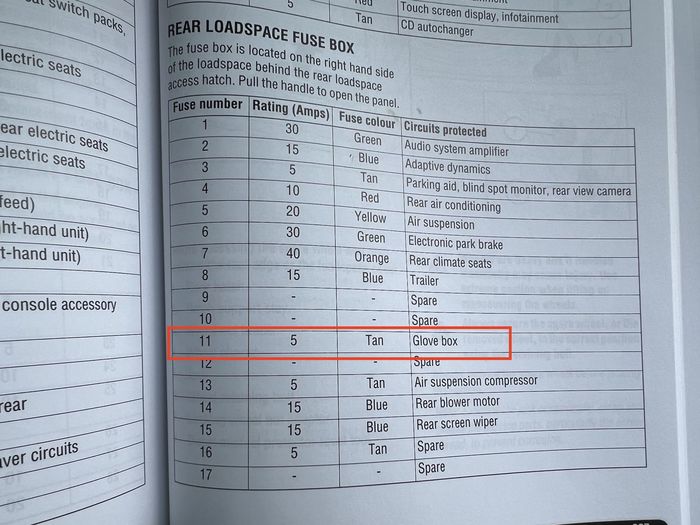 switch packs,
lectric seats
ear electric seats
electric seats
feed)
ht-hand unit)
t-hand unit)
console accessory
rear
ver circuits
5 Touch screen display, infotainment
Tan CD autochanger
REAR LOADSPACE FUSE BOX
The fuse box is located on the right hand side
of the loadspace behind the rear loadspace
access hatch. Pull the handle to open the panel.
Fuse number Rating (Amps) Fuse colour Circuits protected
1 30 Green Audio system amplifier
2 15 Blue Adaptive dynamics
3 5 Tan Parking aid, blind spot monitor, rear view camera
4 10 Red Rear air conditioning
5 20 Yellow Air suspension
6 30 Green Electronic park brake
7 40 Orange Rear climate seats
8 15 Blue Trailer
9 - - Spare
10 - - Spare
11 5 Tan Glove box
12 - - Spare
13 5 Tan Air suspension compressor
14 15 Blue Rear blower motor
15 15 Blue Rear screen wiper
16 5 Tan Spare
17 - - Spare